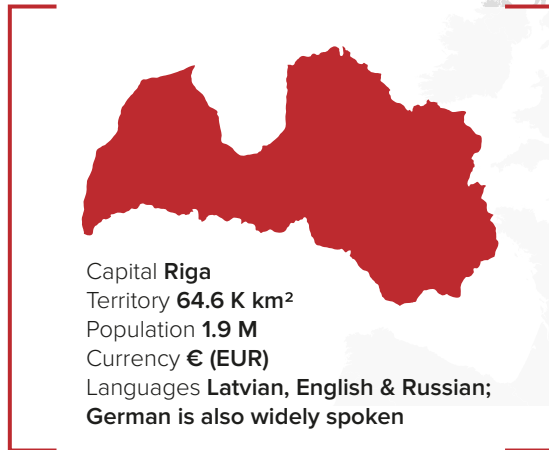 Capital Riga
Territory 64.6 K km²
Population 1.9 M
Currency € (EUR)
Languages Latvian, English & Russian;
German is also widely spoken